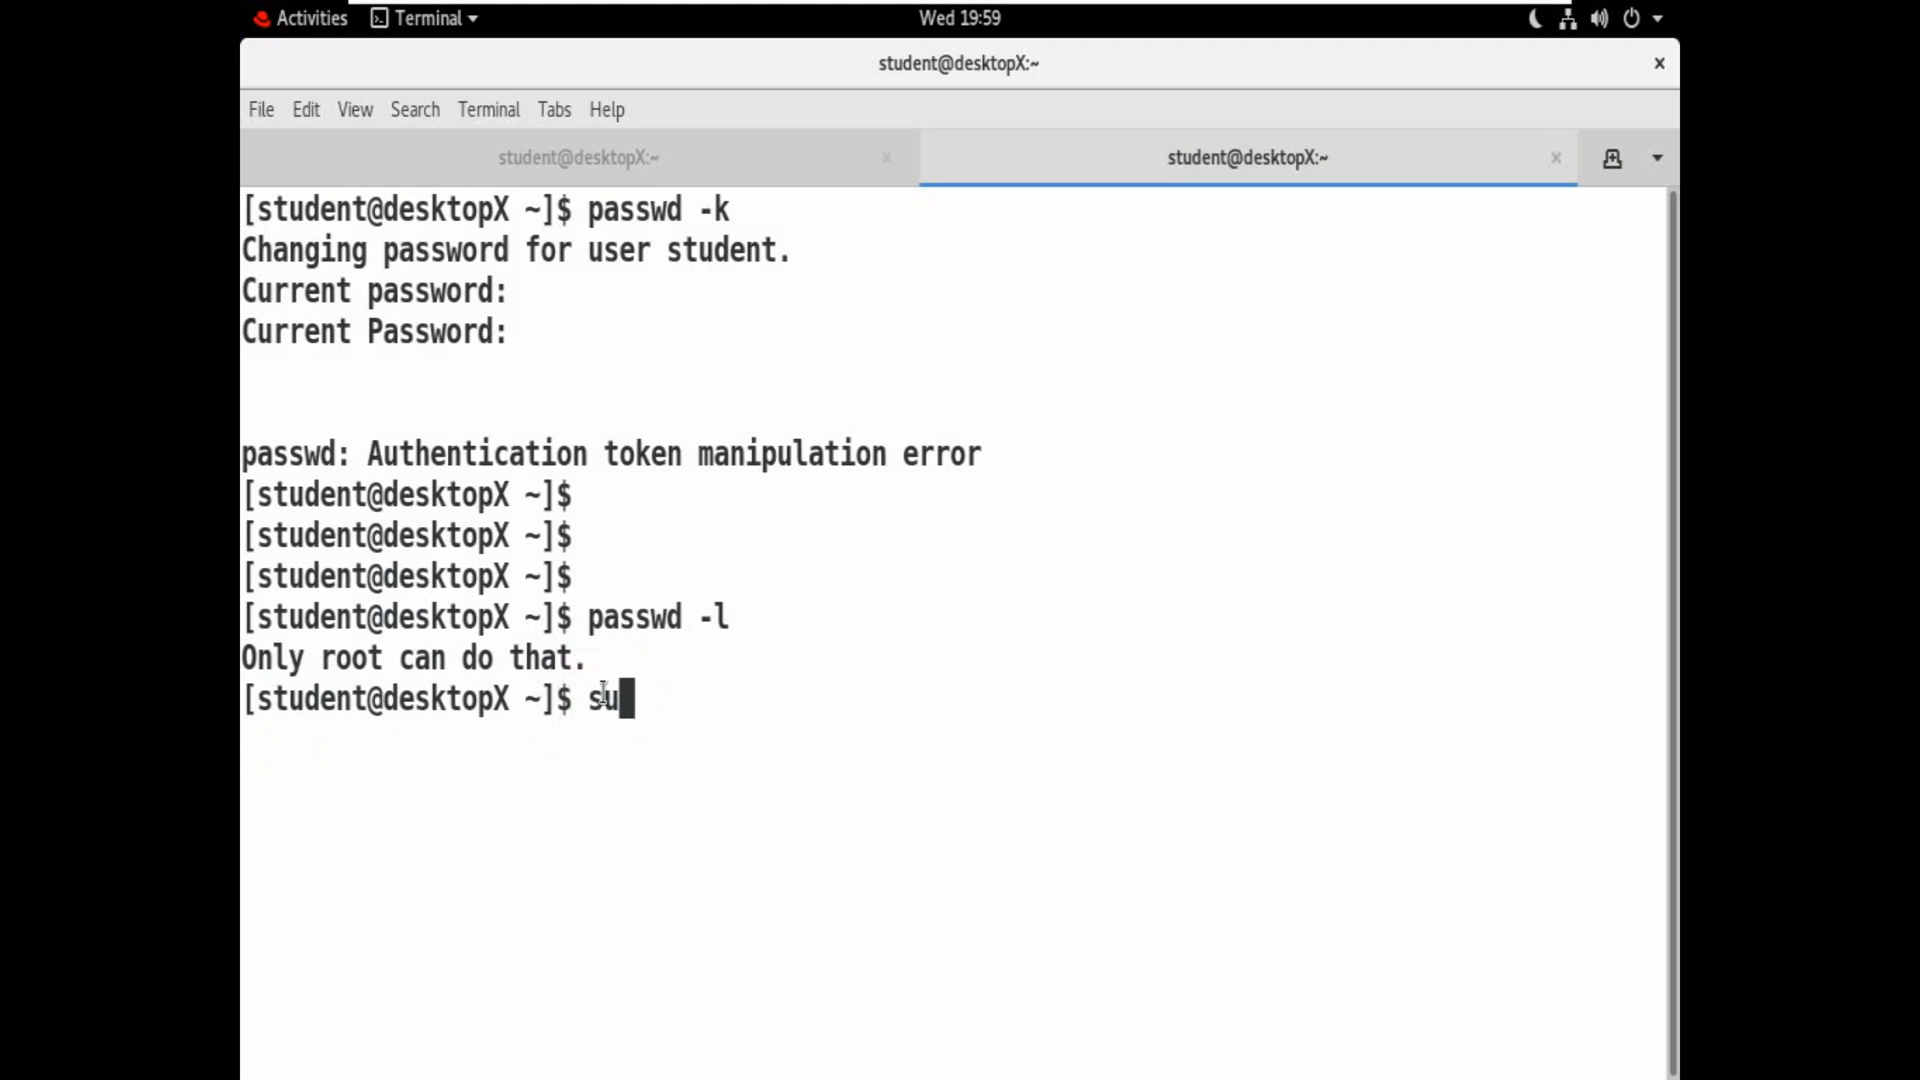 Activities Terminal Wed 19:59
student@desktopX:~ x
File Edit View Search Terminal Tabs Help
student@desktopX:~ x student@desktopX:~ x
[student@desktopX ~]$ passwd -k
Changing password for user student.
Current password:
Current Password:
passwd: Authentication token manipulation error
[student@desktopX ~]$
[student@desktopX ~]$
[student@desktopX ~]$
[student@desktopX ~]$ passwd -l
Only root can do that.
[student@desktopX ~]$ su